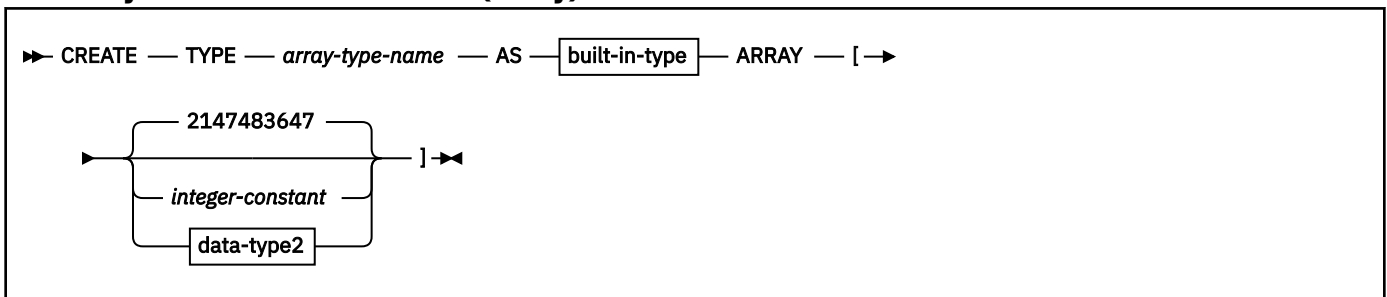 CREATE TYPE array-type-name AS built-in-type ARRAY [
2147483647
]
integer-constant
data-type2